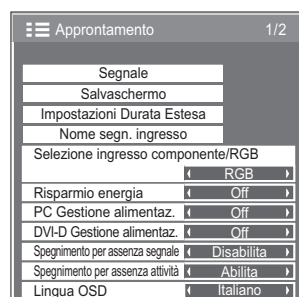 Approntamento 1/2
Segnale
Salvaschermo
Impostazioni Durata Estesa
Nome segn. ingresso
Selezione ingresso componente/RGB
RGB
Risparmio energia Off
PC Gestione alimentaz. Off
DVI-D Gestione alimentaz. Off
Spegnimento per assenza segnale Disabilita
Spegnimento per assenza attività Abilita
Lingua OSD Italiano